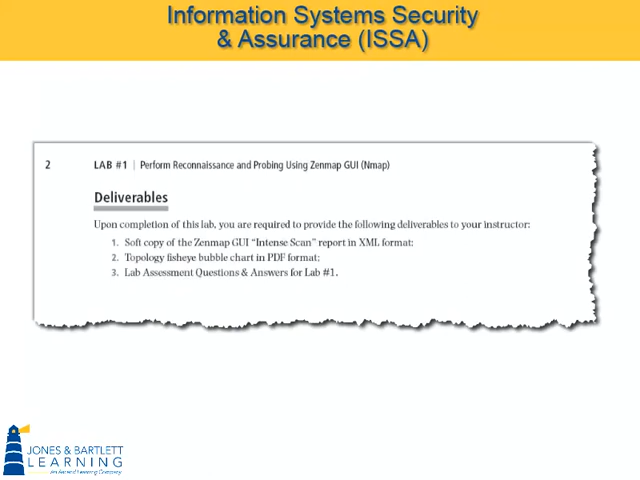 Information Systems Security
& Assurance (ISSA)
2 LAB #1 | Perform Reconnaissance and Probing Using Zenmap GUI (Nmap)
Deliverables
Upon completion of this lab, you are required to provide the following deliverables to your instructor:
1. Soft copy of the Zenmap GUI "Intense Scan" report in XML format;
2. Topology fisheye bubble chart in PDF format;
3. Lab Assessment Questions & Answers for Lab #1.
JONES & BARTLETT
LEARNING
An Ascend Learning Company